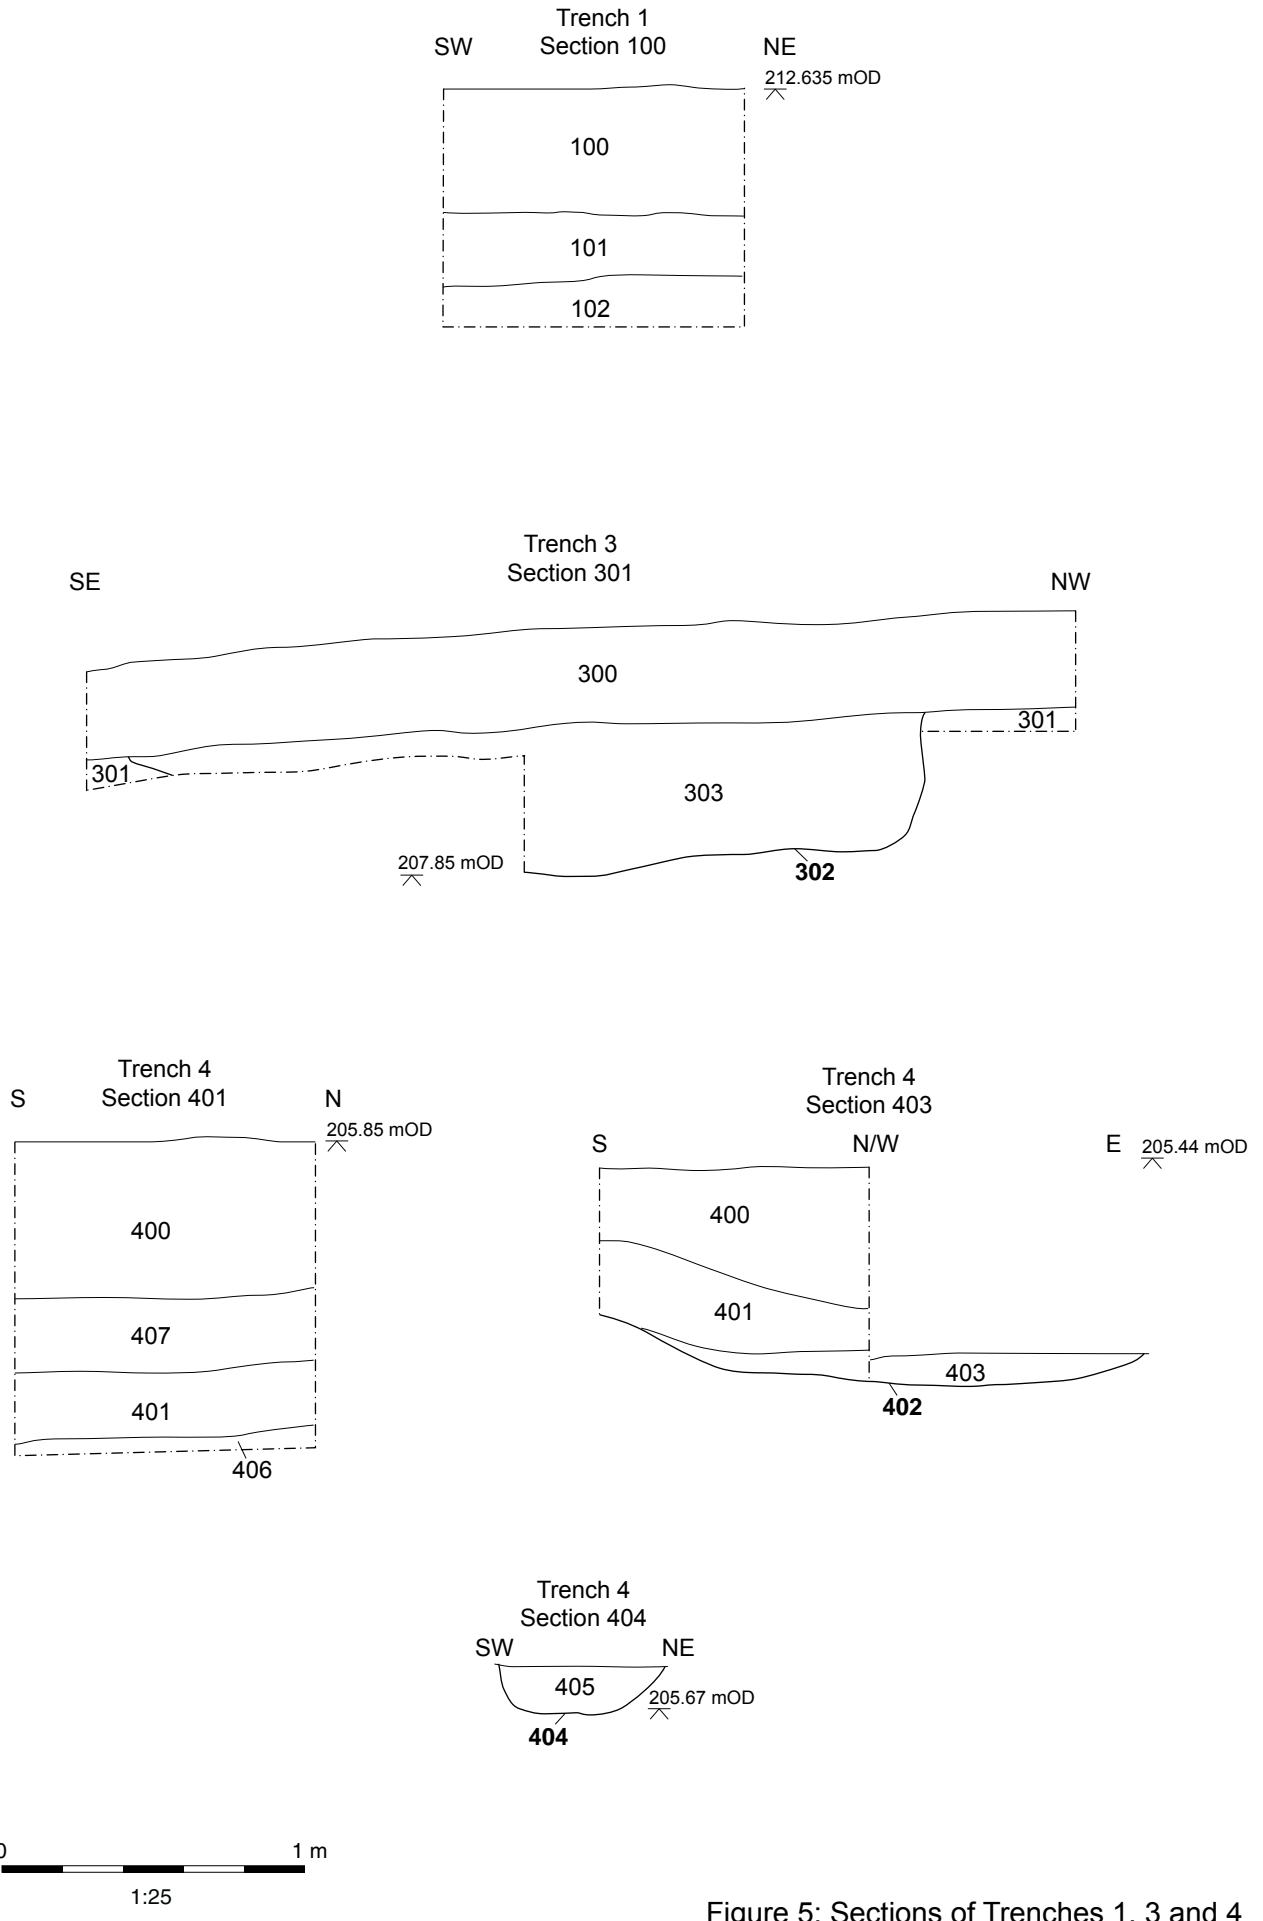 Trench 1
Section 100
SW
NE
212.635 mOD
100
101
102
Trench 3
Section 301
SE
NW
300
301
301
303
207.85 mOD
302
Trench 4
Section 401
S
N
205.85 mOD
400
407
401
406
Trench 4
Section 403
S
N/W
E
205.44 mOD
400
401
403
402
Trench 4
Section 404
SW
NE
405
205.67 mOD
404
0
1 m
1:25
Figure 5: Sections of Trenches 1, 3 and 4